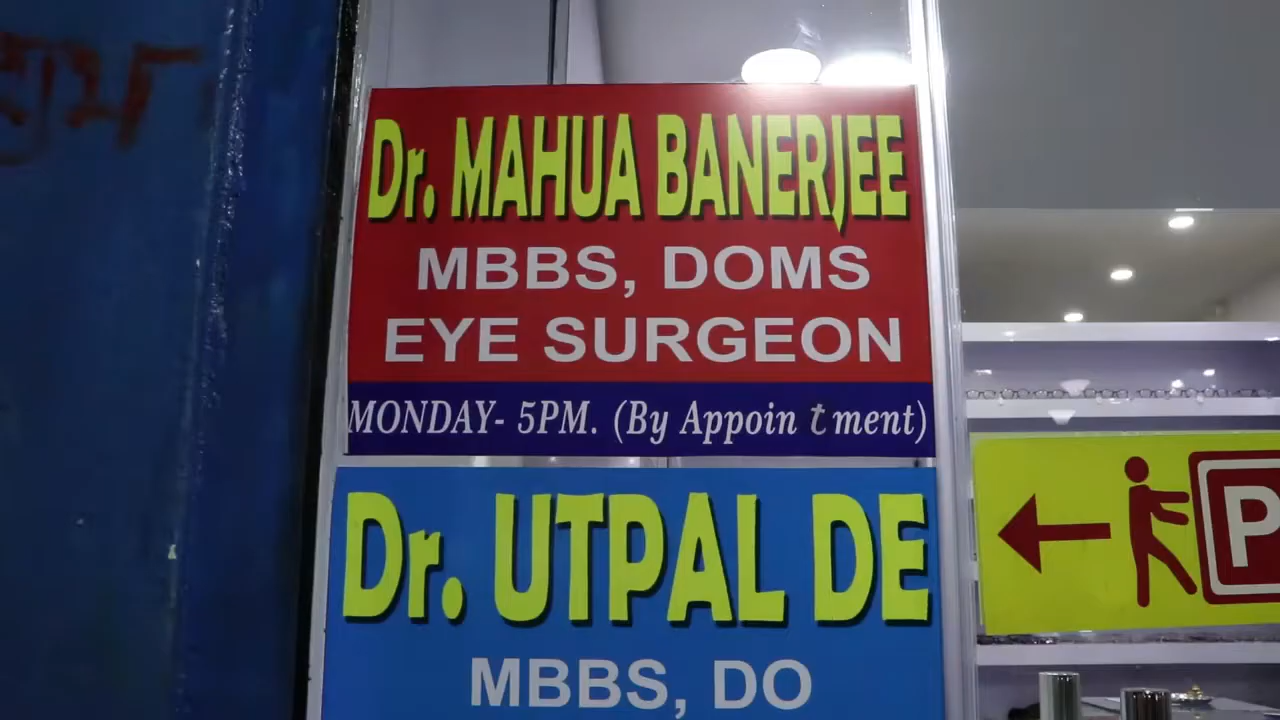 Dr. MAHUA BANERJEE
MBBS, DOMS
EYE SURGEON
MONDAY- 5PM. (By Appointment)
Dr. UTPAL DE
MBBS, DO
P